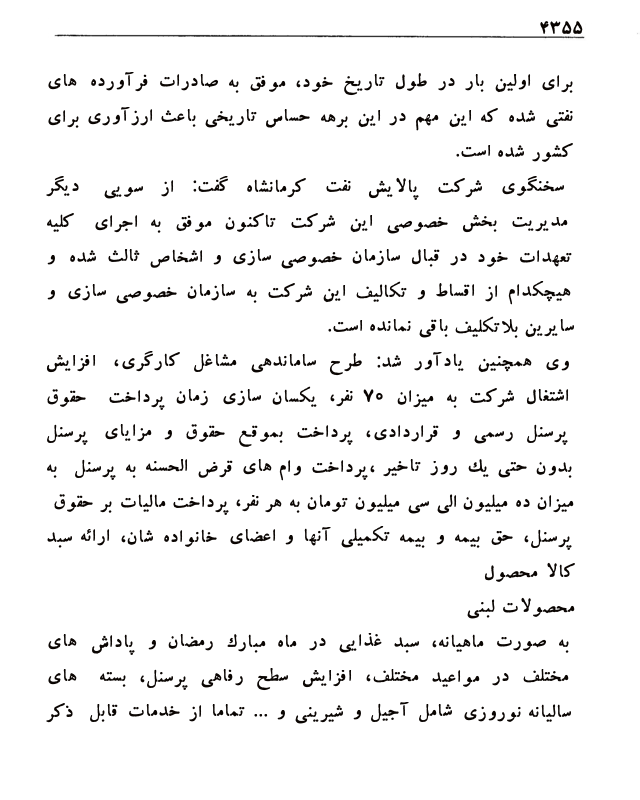 ۴۳۵۵
برای اولین بار در طول تاریخ خود، موفق به صادرات فرآورده های
نفتی شده که این مهم در این برهه حساس تاریخی باعث ارزآوری برای
کشور شده است.
سخنگوی شرکت پالایش نفت کرمانشاه گفت: از سویی دیگر
مدیریت بخش خصوصی این شرکت تاکنون موفق به اجرای کلیه
تعهدات خود در قبال سازمان خصوصی سازی و اشخاص ثالث شده و
هیچکدام از اقساط و تکالیف این شرکت به سازمان خصوصی سازی و
سایرین بلاتکلیف باقی نمانده است.
وی همچنین یادآور شد: طرح ساماندهی مشاغل کارگری، افزایش
اشتغال شرکت به میزان ۷۰ نفر، یکسان سازی زمان پرداخت حقوق
پرسنل رسمی و قراردادی، پرداخت بموقع حقوق و مزایای پرسنل
بدون حتی یك روز تاخیر ،پرداخت وام های قرض الحسنه به پرسنل به
میزان ده میلیون الی سی میلیون تومان به هر نفر، پرداخت مالیات بر حقوق
پرسنل، حق بیمه و بیمه تکمیلی آنها و اعضای خانواده شان، ارائه سبد
کالا محصول
محصولات لبنی
به صورت ماهیانه، سبد غذایی در ماه مبارك رمضان و پاداش های
مختلف در مواعید مختلف، افزایش سطح رفاهی پرسنل، بسته های
سالیانه نوروزی شامل آجیل و شیرینی و ... تماما از خدمات قابل ذکر